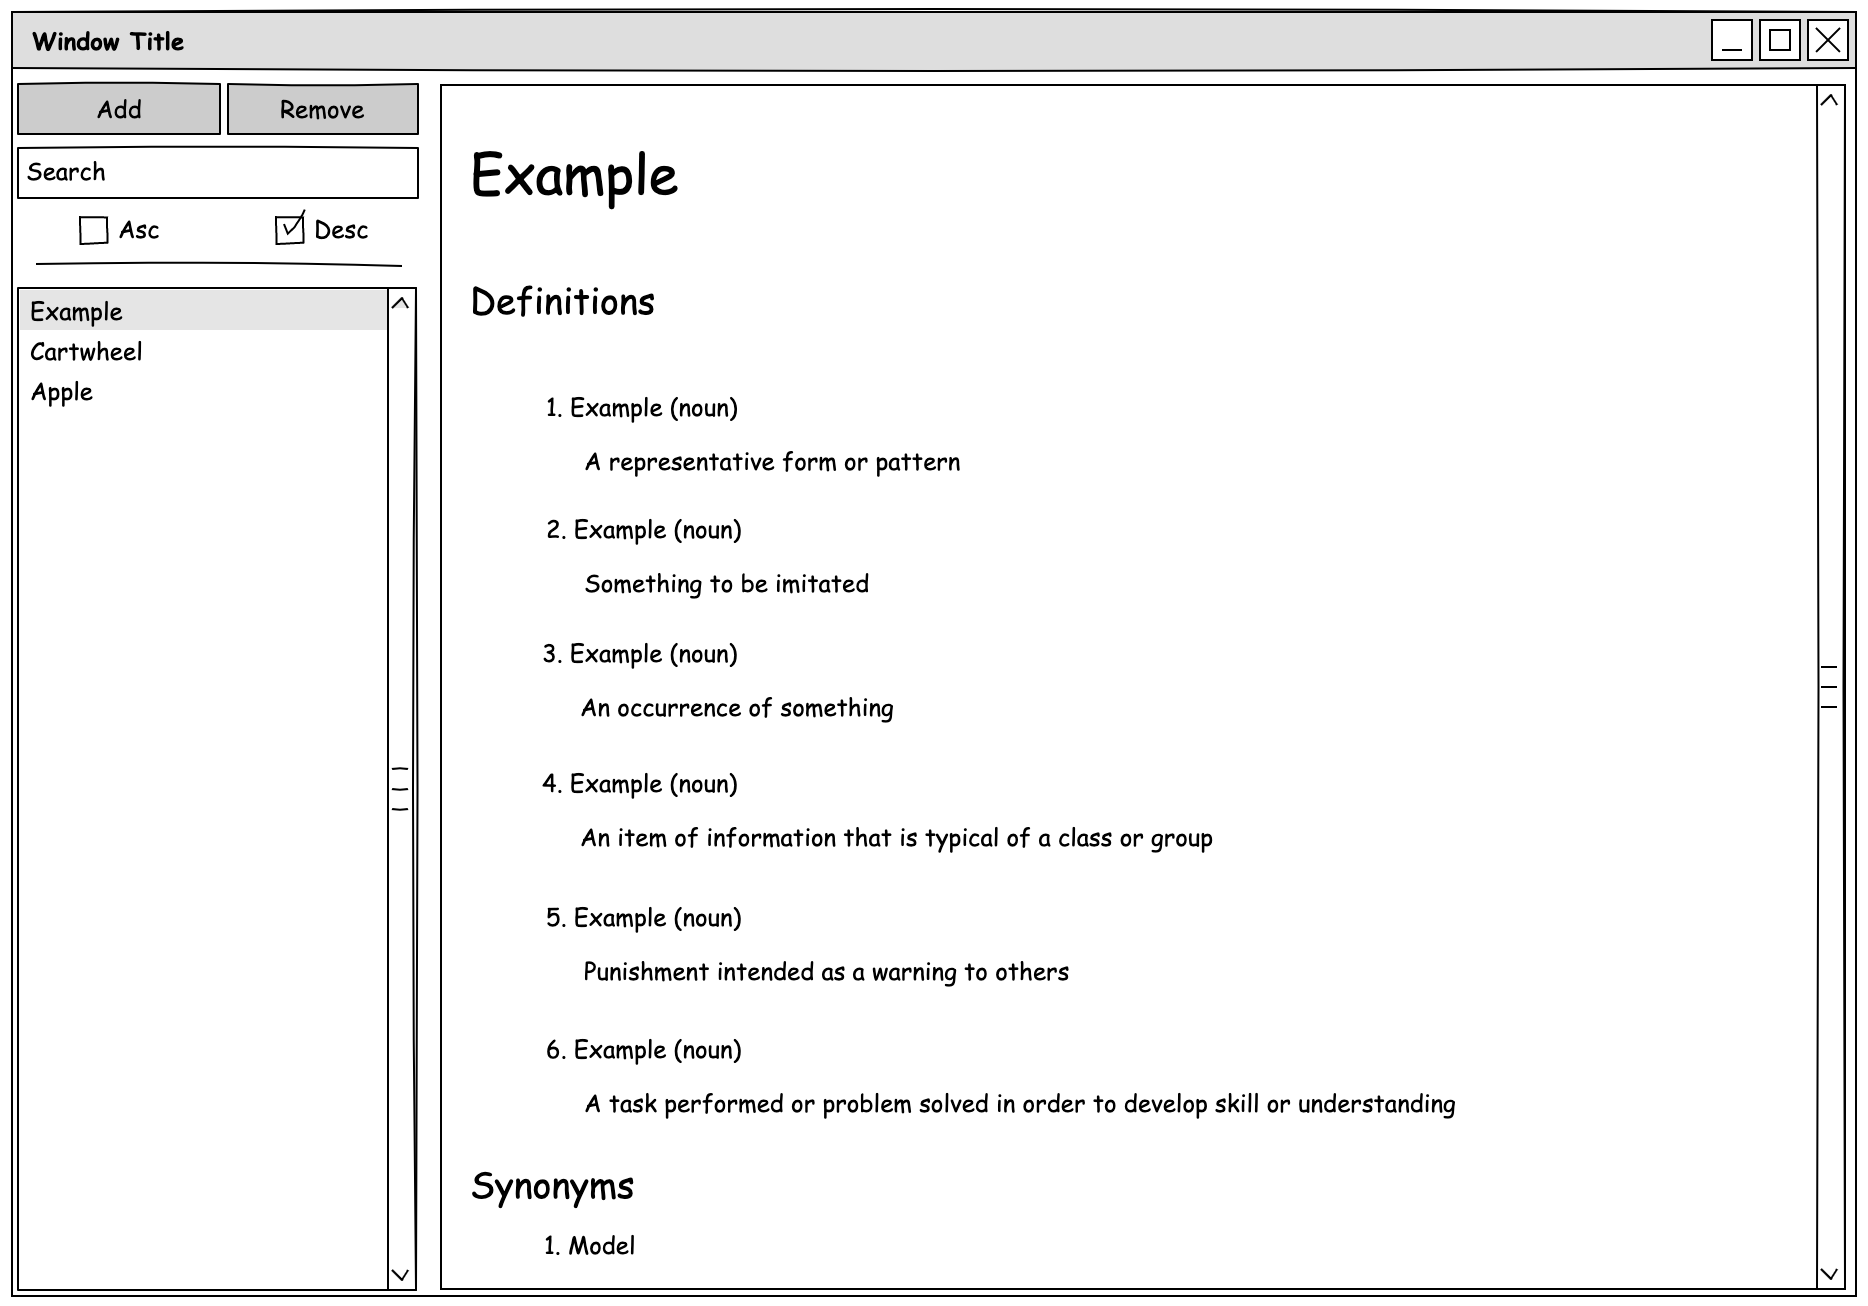 Window Title
Add
Remove
Search
Asc
Desc
Example
Cartwheel
Apple
Example
Definitions
1. Example (noun)
A representative form or pattern
2. Example (noun)
Something to be imitated
3. Example (noun)
An occurrence of something
4. Example (noun)
An item of information that is typical of a class or group
5. Example (noun)
Punishment intended as a warning to others
6. Example (noun)
A task performed or problem solved in order to develop skill or understanding
Synonyms
1. Model